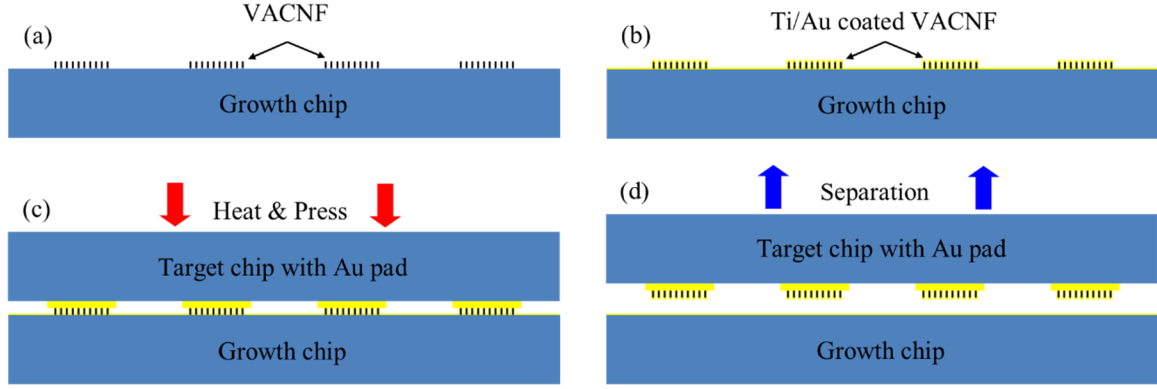 (a)
VACNF
Growth chip
(b)
Ti/Au coated VACNF
Growth chip
(c)
Heat & Press
Target chip with Au pad
Growth chip
(d)
Separation
Target chip with Au pad
Growth chip